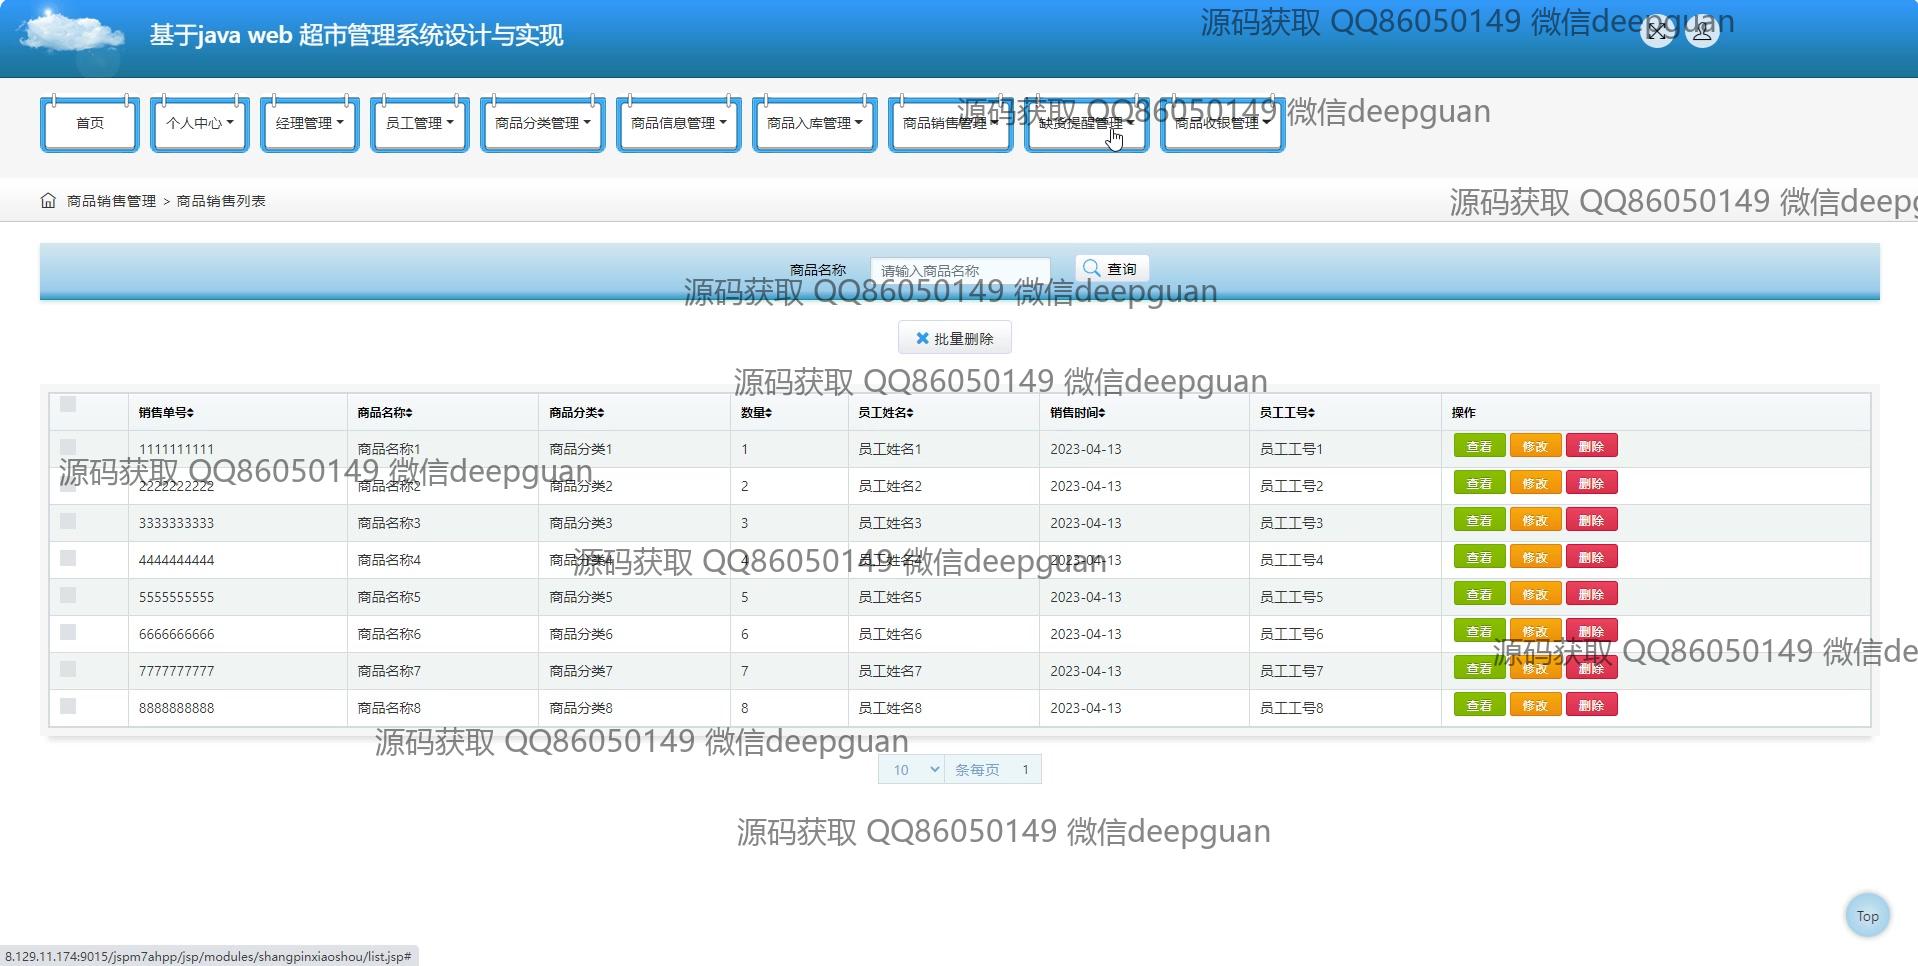 基于java web 超市管理系统设计与实现
源码获取 QQ86050149 微信deepguan
首页 个人中心 经理管理 员工管理 商品分类管理 商品信息管理 商品入库管理 商品销售管理 缺货提醒管理 商品收银管理
源码获取 QQ86050149 微信deepguan
商品销售管理 > 商品销售列表
源码获取 QQ86050149 微信deepg
商品名称 请输入商品名称 查询
源码获取 QQ86050149 微信deepguan
批量删除
源码获取 QQ86050149 微信deepguan
销售单号 商品名称 商品分类 数量 员工姓名 销售时间 员工工号 操作
1111111111 商品名称1 商品分类1 1 员工姓名1 2023-04-13 员工工号1 查看 修改 删除
源码获取 QQ86050149 微信deepguan
2222222222 商品名称2 商品分类2 2 员工姓名2 2023-04-13 员工工号2 查看 修改 删除
3333333333 商品名称3 商品分类3 3 员工姓名3 2023-04-13 员工工号3 查看 修改 删除
4444444444 商品名称4 商品分类4 4 员工姓名4 2023-04-13 员工工号4 查看 修改 删除
源码获取 QQ86050149 微信deepguan
5555555555 商品名称5 商品分类5 5 员工姓名5 2023-04-13 员工工号5 查看 修改 删除
6666666666 商品名称6 商品分类6 6 员工姓名6 2023-04-13 员工工号6 查看 修改 删除
源码获取 QQ86050149 微信de
7777777777 商品名称7 商品分类7 7 员工姓名7 2023-04-13 员工工号7 查看 修改 删除
8888888888 商品名称8 商品分类8 8 员工姓名8 2023-04-13 员工工号8 查看 修改 删除
源码获取 QQ86050149 微信deepguan
10 条每页 1
源码获取 QQ86050149 微信deepguan
Top
8.129.11.174:9015/jspm7ahpp/jsp/modules/shangpinxiaoshou/list.jsp#